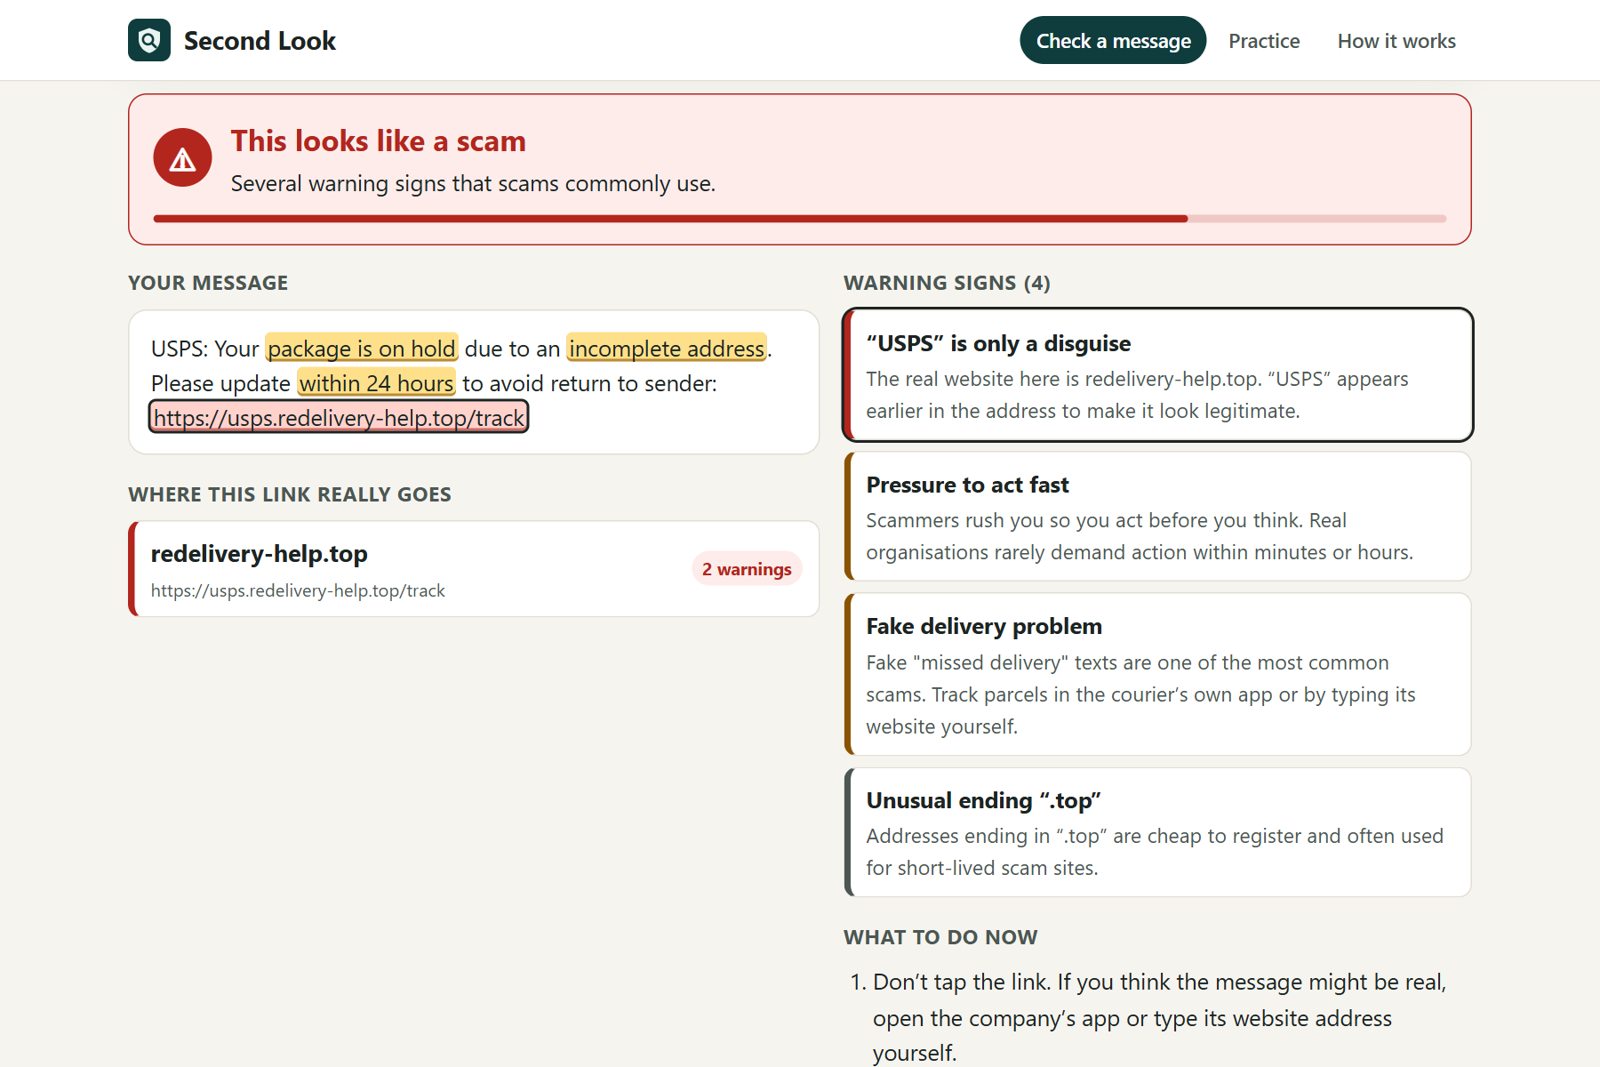 Second Look
Check a message
Practice
How it works
This looks like a scam
Several warning signs that scams commonly use.
YOUR MESSAGE
USPS: Your package is on hold due to an incomplete address.
Please update within 24 hours to avoid return to sender:
https://usps.redelivery-help.top/track
WHERE THIS LINK REALLY GOES
redelivery-help.top
https://usps.redelivery-help.top/track
2 warnings
WARNING SIGNS (4)
“USPS” is only a disguise
The real website here is redelivery-help.top. “USPS” appears
earlier in the address to make it look legitimate.
Pressure to act fast
Scammers rush you so you act before you think. Real
organisations rarely demand action within minutes or hours.
Fake delivery problem
Fake "missed delivery" texts are one of the most common
scams. Track parcels in the courier’s own app or by typing its
website yourself.
Unusual ending “.top”
Addresses ending in “.top” are cheap to register and often used
for short-lived scam sites.
WHAT TO DO NOW
1. Don’t tap the link. If you think the message might be real,
open the company’s app or type its website address
yourself.